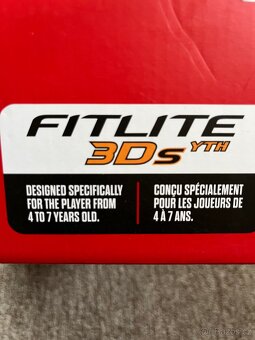 FITLITE
3Ds YTH
DESIGNED SPECIFICALLY
FOR THE PLAYER FROM
4 TO 7 YEARS OLD.
CONÇU SPÉCIALEMENT
POUR LES JOUEURS DE
4 À 7 ANS.